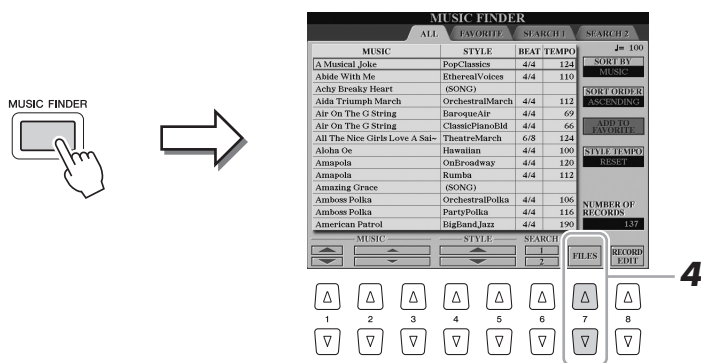 MUSIC FINDER
MUSIC FINDER
ALL FAVORITE SEARCH 1 SEARCH 2
MUSIC STYLE BEAT TEMPO
A Musical Joke PopClassics 4/4 124
Abide With Me EtherealVoices 4/4 110
Achy Breaky Heart (SONG)
Aida Triumph March OrchestralMarch 4/4 112
Air On The G String BaroqueAir 4/4 69
Air On The G String ClassicPianoBld 4/4 66
All The Nice Girls Love A Sai~ TheatreMarch 6/8 124
Aloha Oe Hawaiian 4/4 100
Amapola OnBroadway 4/4 120
Amapola Rumba 4/4 112
Amazing Grace (SONG)
Amboss Polka OrchestralPolka 4/4 106
Amboss Polka PartyPolka 4/4 116
American Patrol BigBandJazz 4/4 190
♩= 100
SORT BY
MUSIC
SORT ORDER
ASCENDING
ADD TO
FAVORITE
STYLE TEMPO
RESET
NUMBER OF
RECORDS
137
MUSIC STYLE SEARCH
1
2
FILES
RECORD
EDIT
4
1 2 3 4 5 6 7 8